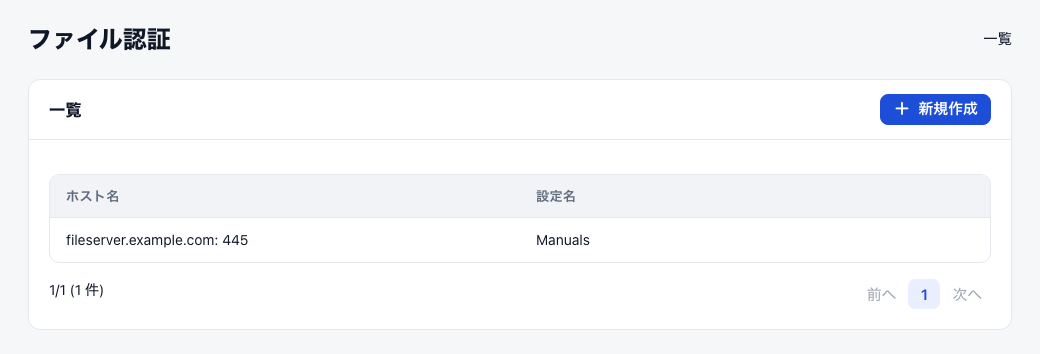 ファイル認証
一覧
一覧
新規作成
ホスト名 設定名
fileserver.example.com: 445 Manuals
1/1 (1 件)
前へ 1 次へ